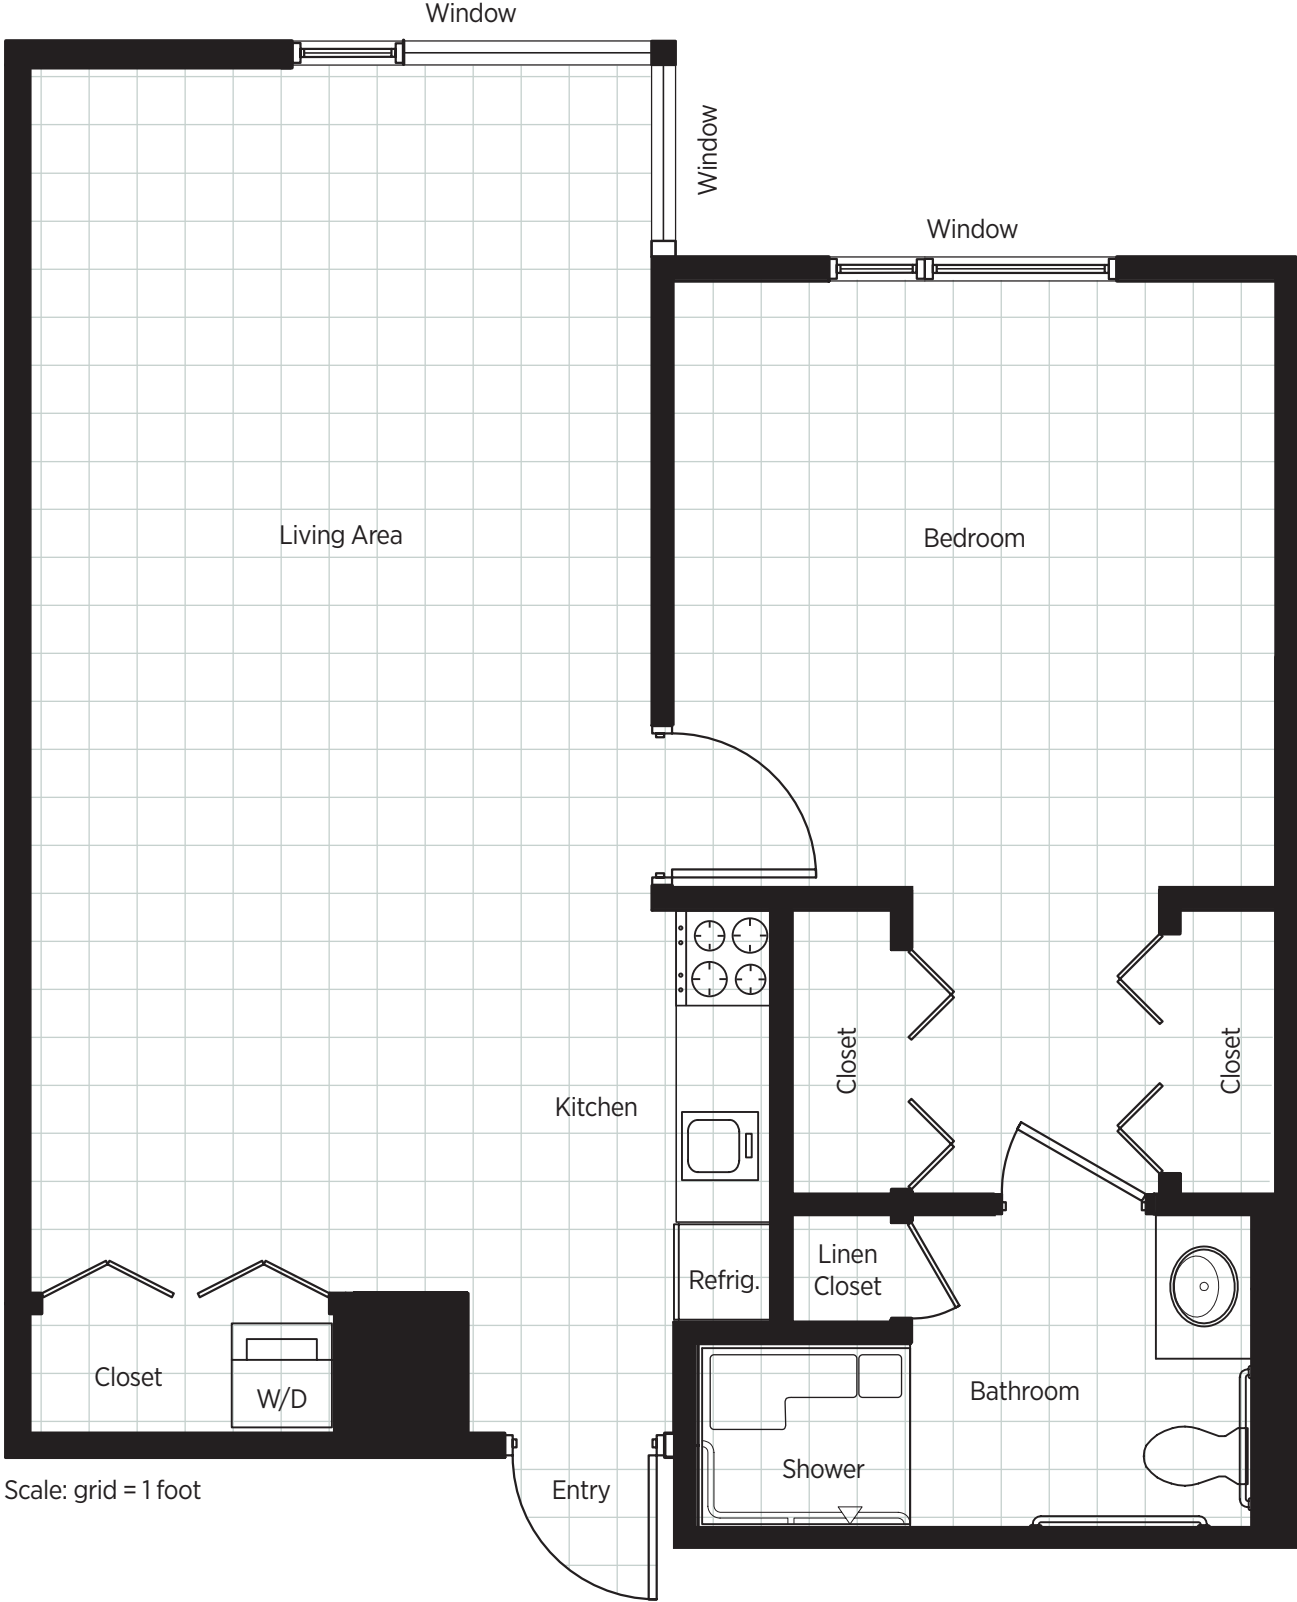 Window
Window
Window
Living Area
Bedroom
Closet
Closet
Kitchen
Linen
Closet
Refrig.
Closet
W/D
Bathroom
Shower
Scale: grid = 1 foot
Entry